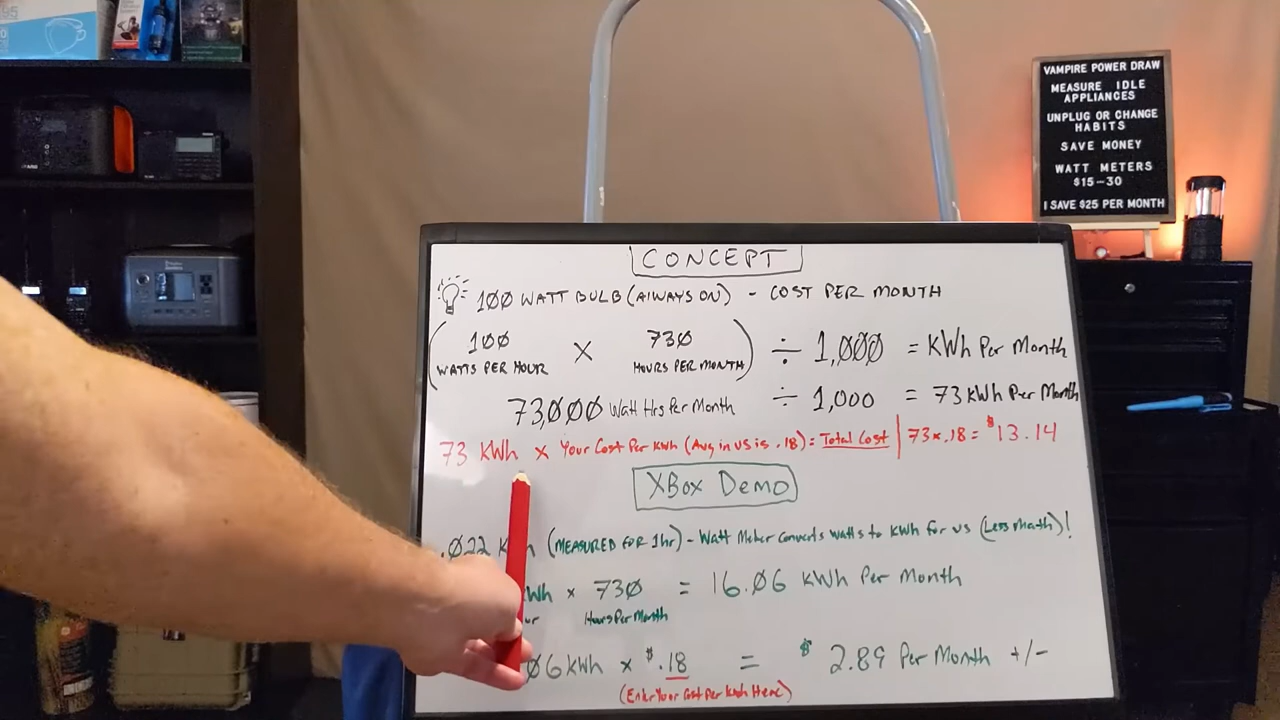 VAMPIRE POWER DRAW
MEASURE IDLE
APPLIANCES
UNPLUG OR CHANGE
HABITS
SAVE MONEY
WATT METERS
$15-30
I SAVE $25 PER MONTH
CONCEPT
100 WATT BULB (ALWAYS ON) - COST PER MONTH
(100 X 730) ÷ 1,000 = KWh Per Month
WATTS PER HOUR HOURS PER MONTH
73,000 Watt Hrs Per Month ÷ 1,000 = 73 kWh Per Month
73 KWh x Your Cost Per Kwh (Avg in US is .18) = Total Cost | 73 x .18 = $13.14
XBox Demo
.022 K h (MEASURED FOR 1hr) - Watt Meter Converts watts to KWh for us (Less Math)!
Wh x 730 = 16.06 KWh Per Month
ur Hours Per Month
06 kWh x $.18 = $2.89 Per Month +/-
(Enter Your Cost Per Kwh Here)